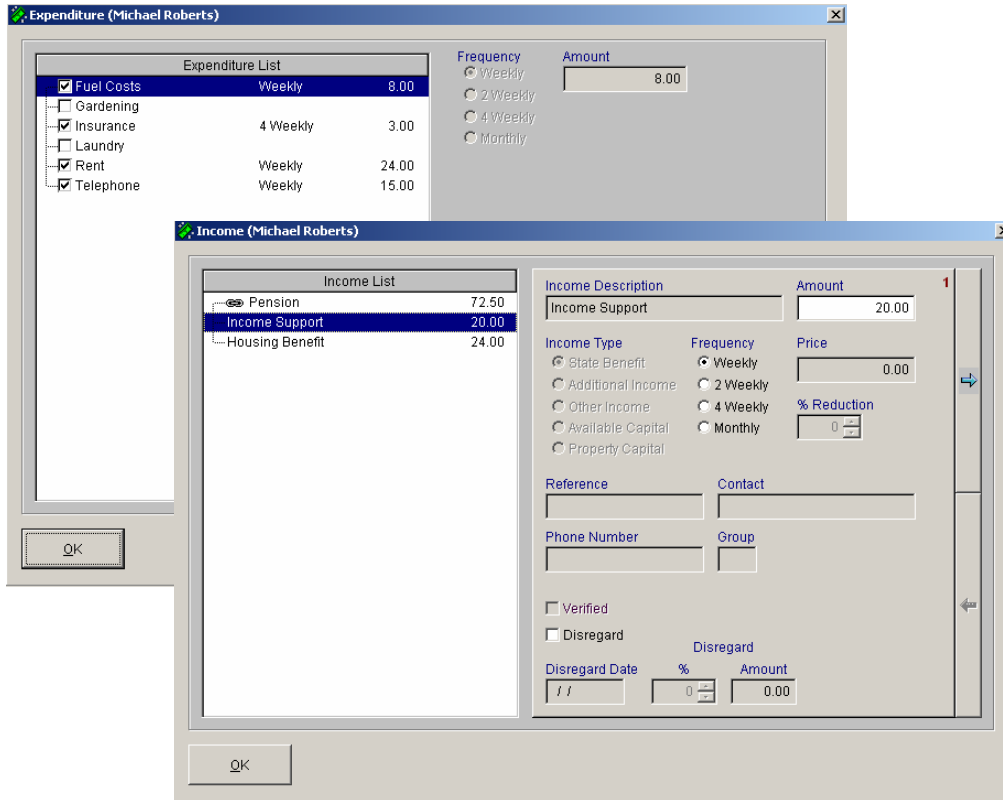 Expenditure (Michael Roberts)
Expenditure List
Fuel Costs Weekly 8.00
Gardening
Insurance 4 Weekly 3.00
Laundry
Rent Weekly 24.00
Telephone Weekly 15.00
Frequency Amount
Weekly 8.00
2 Weekly
4 Weekly
Monthly
OK
Income (Michael Roberts)
Income List
Pension 72.50
Income Support 20.00
Housing Benefit 24.00
Income Description Amount 1
Income Support 20.00
Income Type Frequency Price
State Benefit Weekly 0.00
Additional Income 2 Weekly
Other Income 4 Weekly % Reduction
Available Capital Monthly 0
Property Capital
Reference Contact
Phone Number Group
Verified
Disregard
Disregard
Disregard Date % Amount
/ / 0 0.00
OK